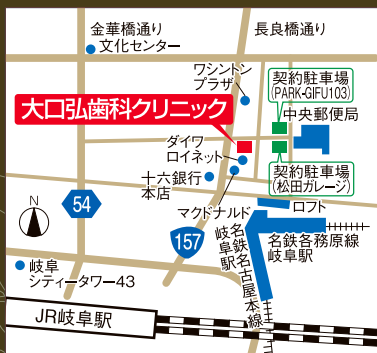 金華橋通り
長良橋通り
文化センター
ワシントン
プラザ
契約駐車場
(PARK-GIFU103)
大口弘歯科クリニック
中央郵便局
ダイワ
ロイネット
契約駐車場
(松田ガレージ)
十六銀行
本店
N
54
マクドナルド
ロフト
157
名鉄各務原線
岐阜駅
名鉄名古屋本線
岐阜駅
岐阜
シティータワー43
JR岐阜駅